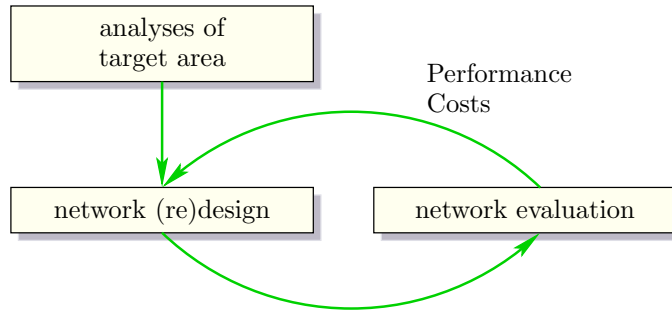 analyses of
target area
Performance
Costs
network (re)design
network evaluation